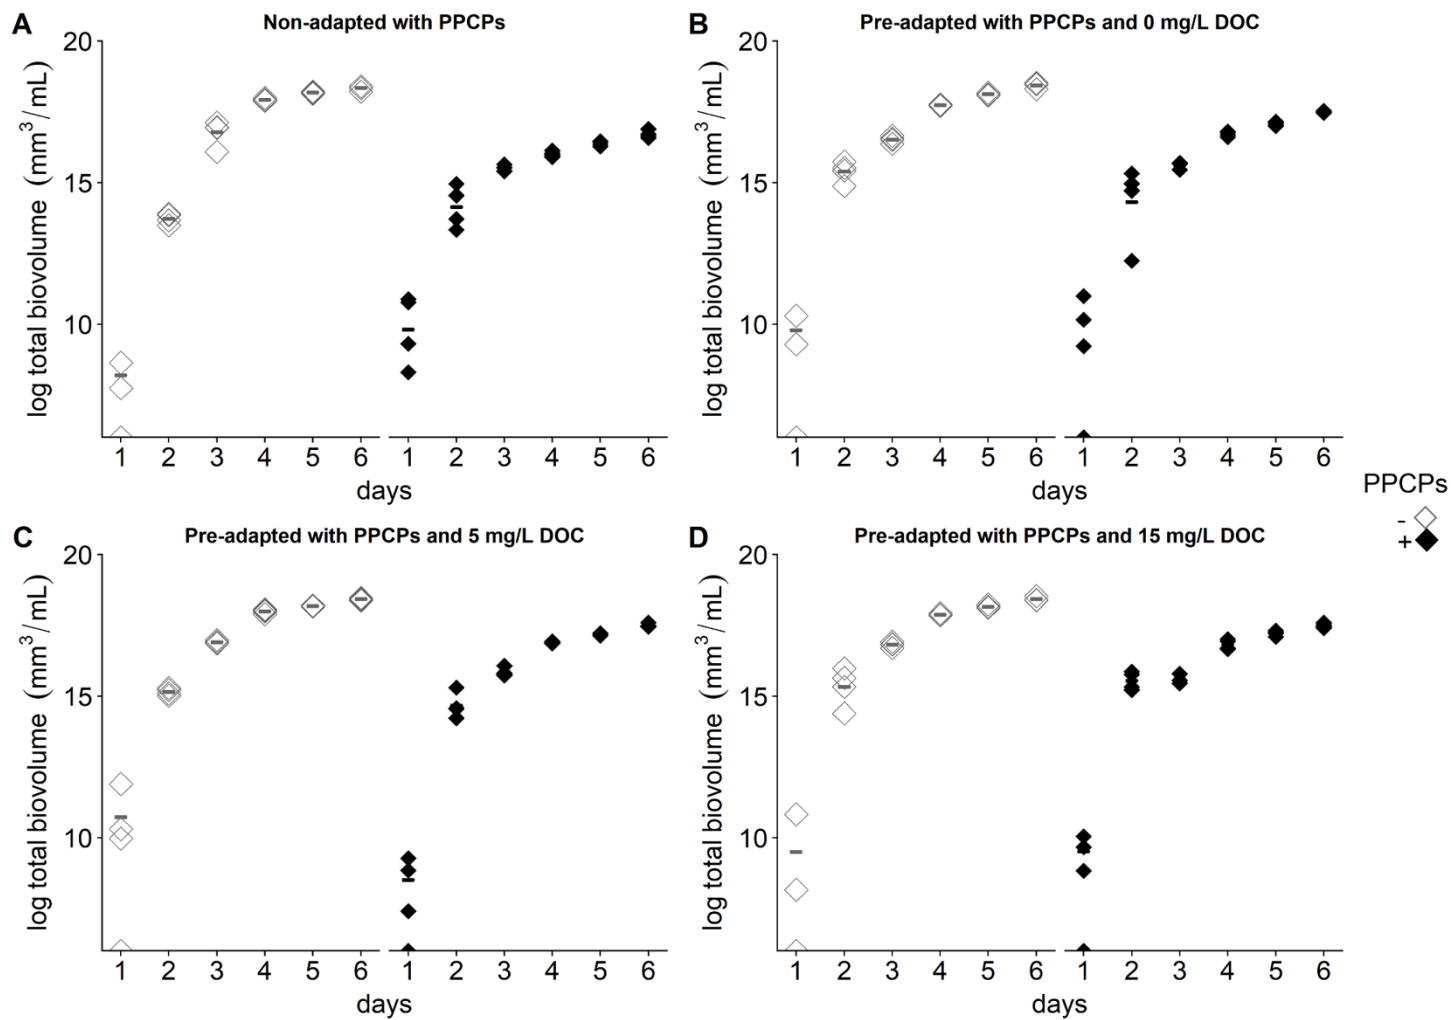 A Non-adapted with PPCPs
20
15
10
log total biovolume (mm³/mL)
1 2 3 4 5 6 1 2 3 4 5 6
days
B Pre-adapted with PPCPs and 0 mg/L DOC
20
15
10
log total biovolume (mm³/mL)
1 2 3 4 5 6 1 2 3 4 5 6
days
PPCPs
-
+
C Pre-adapted with PPCPs and 5 mg/L DOC
20
15
10
log total biovolume (mm³/mL)
1 2 3 4 5 6 1 2 3 4 5 6
days
D Pre-adapted with PPCPs and 15 mg/L DOC
20
15
10
log total biovolume (mm³/mL)
1 2 3 4 5 6 1 2 3 4 5 6
days